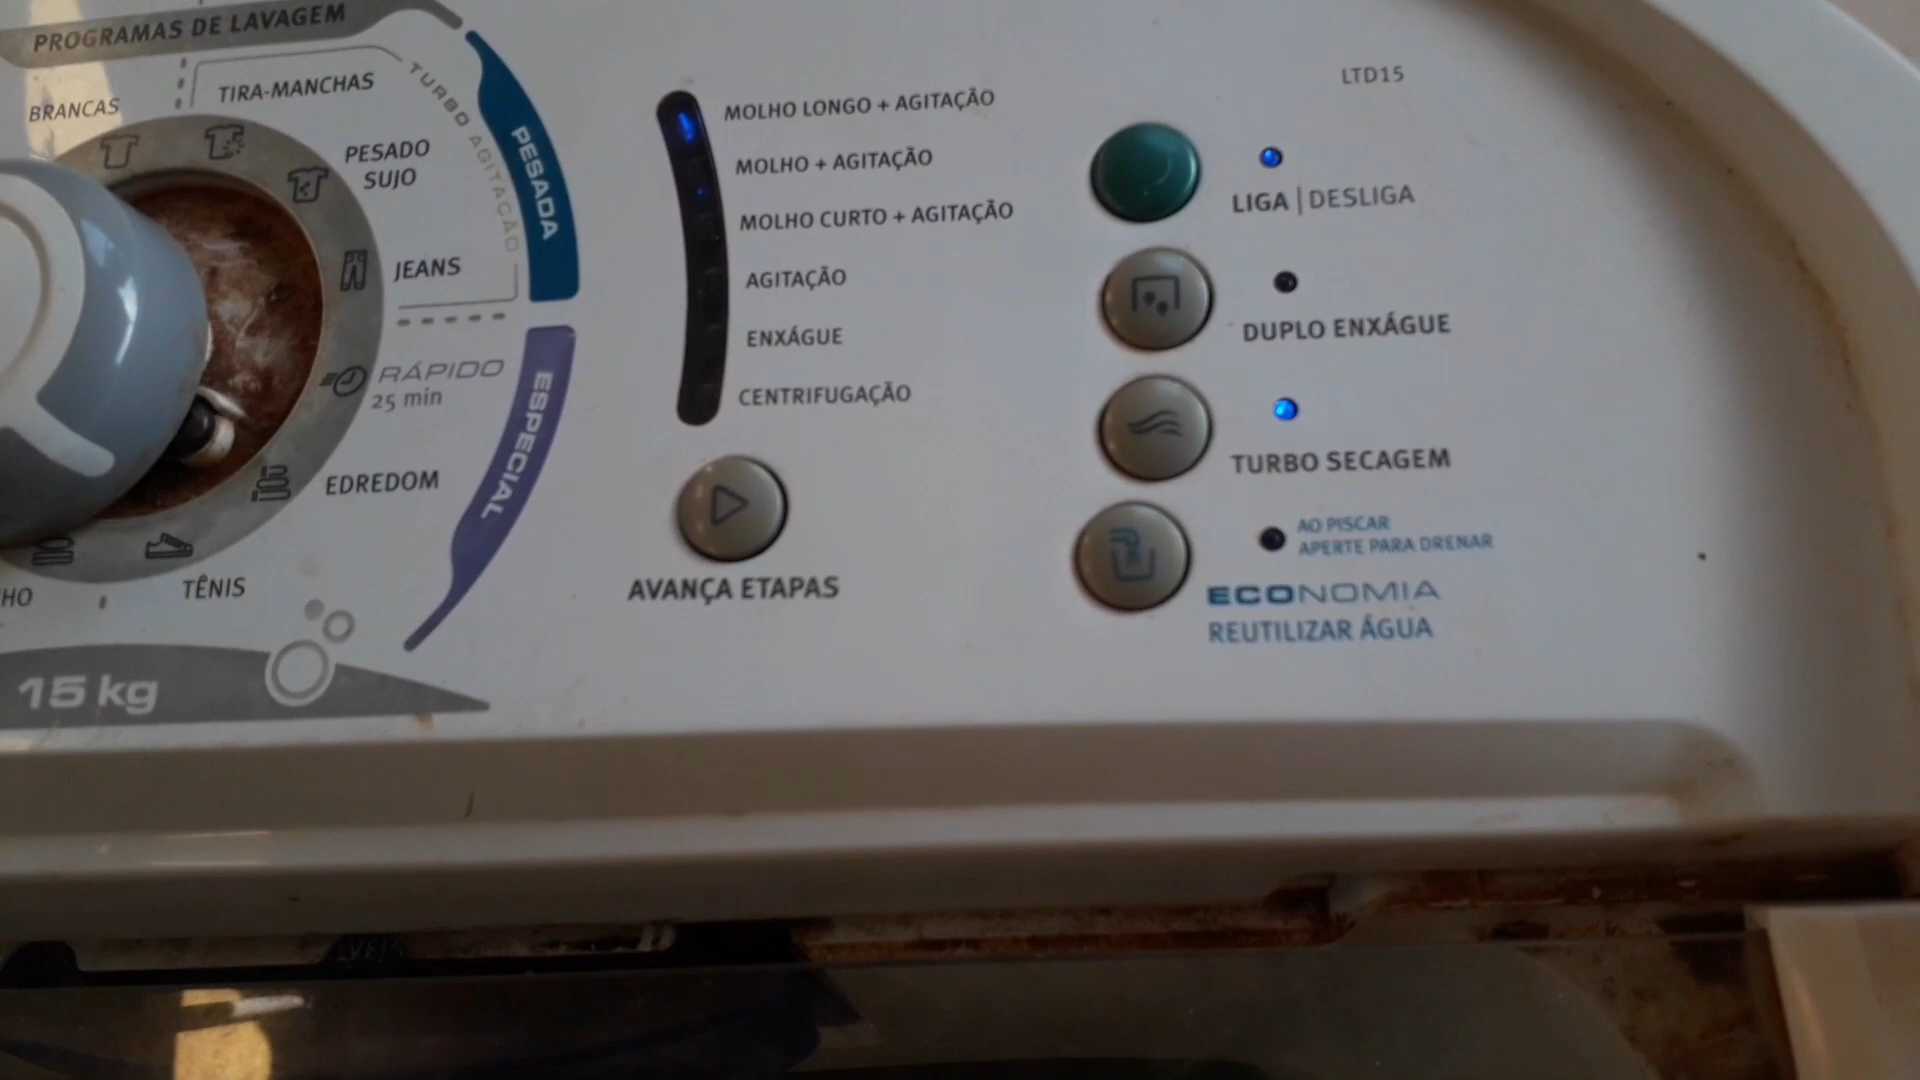 PROGRAMAS DE LAVAGEM
BRANCAS
TIRA-MANCHAS
TURBO AGITAÇÃO
PESADO
SUJO
JEANS
PESADA
RÁPIDO
25 min
EDREDOM
TÊNIS
ESPECIAL
15 kg
MOLHO LONGO + AGITAÇÃO
MOLHO + AGITAÇÃO
MOLHO CURTO + AGITAÇÃO
AGITAÇÃO
ENXÁGUE
CENTRIFUGAÇÃO
AVANÇA ETAPAS
LTD15
LIGA | DESLIGA
DUPLO ENXÁGUE
TURBO SECAGEM
AO PISCAR
APERTE PARA DRENAR
ECONOMIA
REUTILIZAR ÁGUA